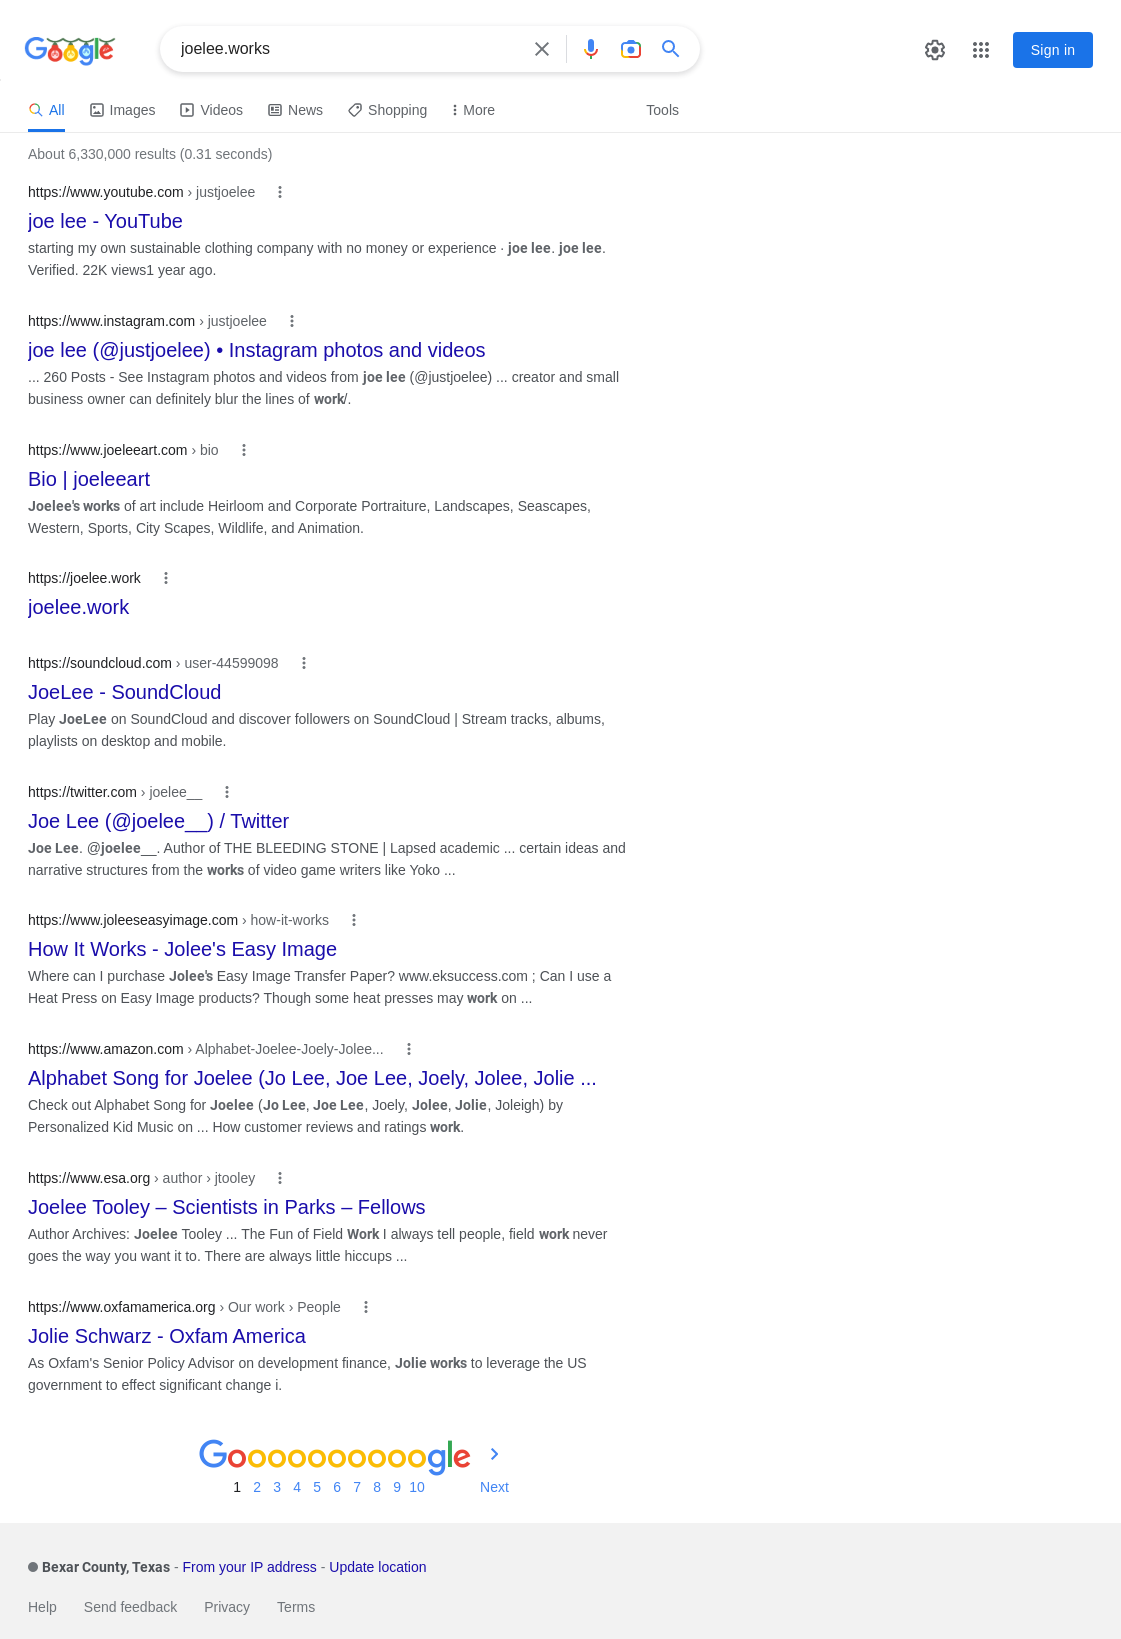 Google
joelee.works
Sign in
All Images Videos News Shopping More Tools
About 6,330,000 results (0.31 seconds)
https://www.youtube.com › justjoelee
joe lee - YouTube
starting my own sustainable clothing company with no money or experience · joe lee. joe lee.
Verified. 22K views1 year ago.
https://www.instagram.com › justjoelee
joe lee (@justjoelee) • Instagram photos and videos
... 260 Posts - See Instagram photos and videos from joe lee (@justjoelee) ... creator and small
business owner can definitely blur the lines of work/.
https://www.joeleeart.com › bio
Bio | joeleeart
Joelee's works of art include Heirloom and Corporate Portraiture, Landscapes, Seascapes,
Western, Sports, City Scapes, Wildlife, and Animation.
https://joelee.work
joelee.work
https://soundcloud.com › user-44599098
JoeLee - SoundCloud
Play JoeLee on SoundCloud and discover followers on SoundCloud | Stream tracks, albums,
playlists on desktop and mobile.
https://twitter.com › joelee__
Joe Lee (@joelee__) / Twitter
Joe Lee. @joelee__. Author of THE BLEEDING STONE | Lapsed academic ... certain ideas and
narrative structures from the works of video game writers like Yoko ...
https://www.joleeseasyimage.com › how-it-works
How It Works - Jolee's Easy Image
Where can I purchase Jolee's Easy Image Transfer Paper? www.eksuccess.com ; Can I use a
Heat Press on Easy Image products? Though some heat presses may work on ...
https://www.amazon.com › Alphabet-Joelee-Joely-Jolee...
Alphabet Song for Joelee (Jo Lee, Joe Lee, Joely, Jolee, Jolie ...
Check out Alphabet Song for Joelee (Jo Lee, Joe Lee, Joely, Jolee, Jolie, Joleigh) by
Personalized Kid Music on ... How customer reviews and ratings work.
https://www.esa.org › author › jtooley
Joelee Tooley – Scientists in Parks – Fellows
Author Archives: Joelee Tooley ... The Fun of Field Work I always tell people, field work never
goes the way you want it to. There are always little hiccups ...
https://www.oxfamamerica.org › Our work › People
Jolie Schwarz - Oxfam America
As Oxfam's Senior Policy Advisor on development finance, Jolie works to leverage the US
government to effect significant change i.
Goooooooooogle
1 2 3 4 5 6 7 8 9 10 Next
Bexar County, Texas - From your IP address - Update location
Help Send feedback Privacy Terms